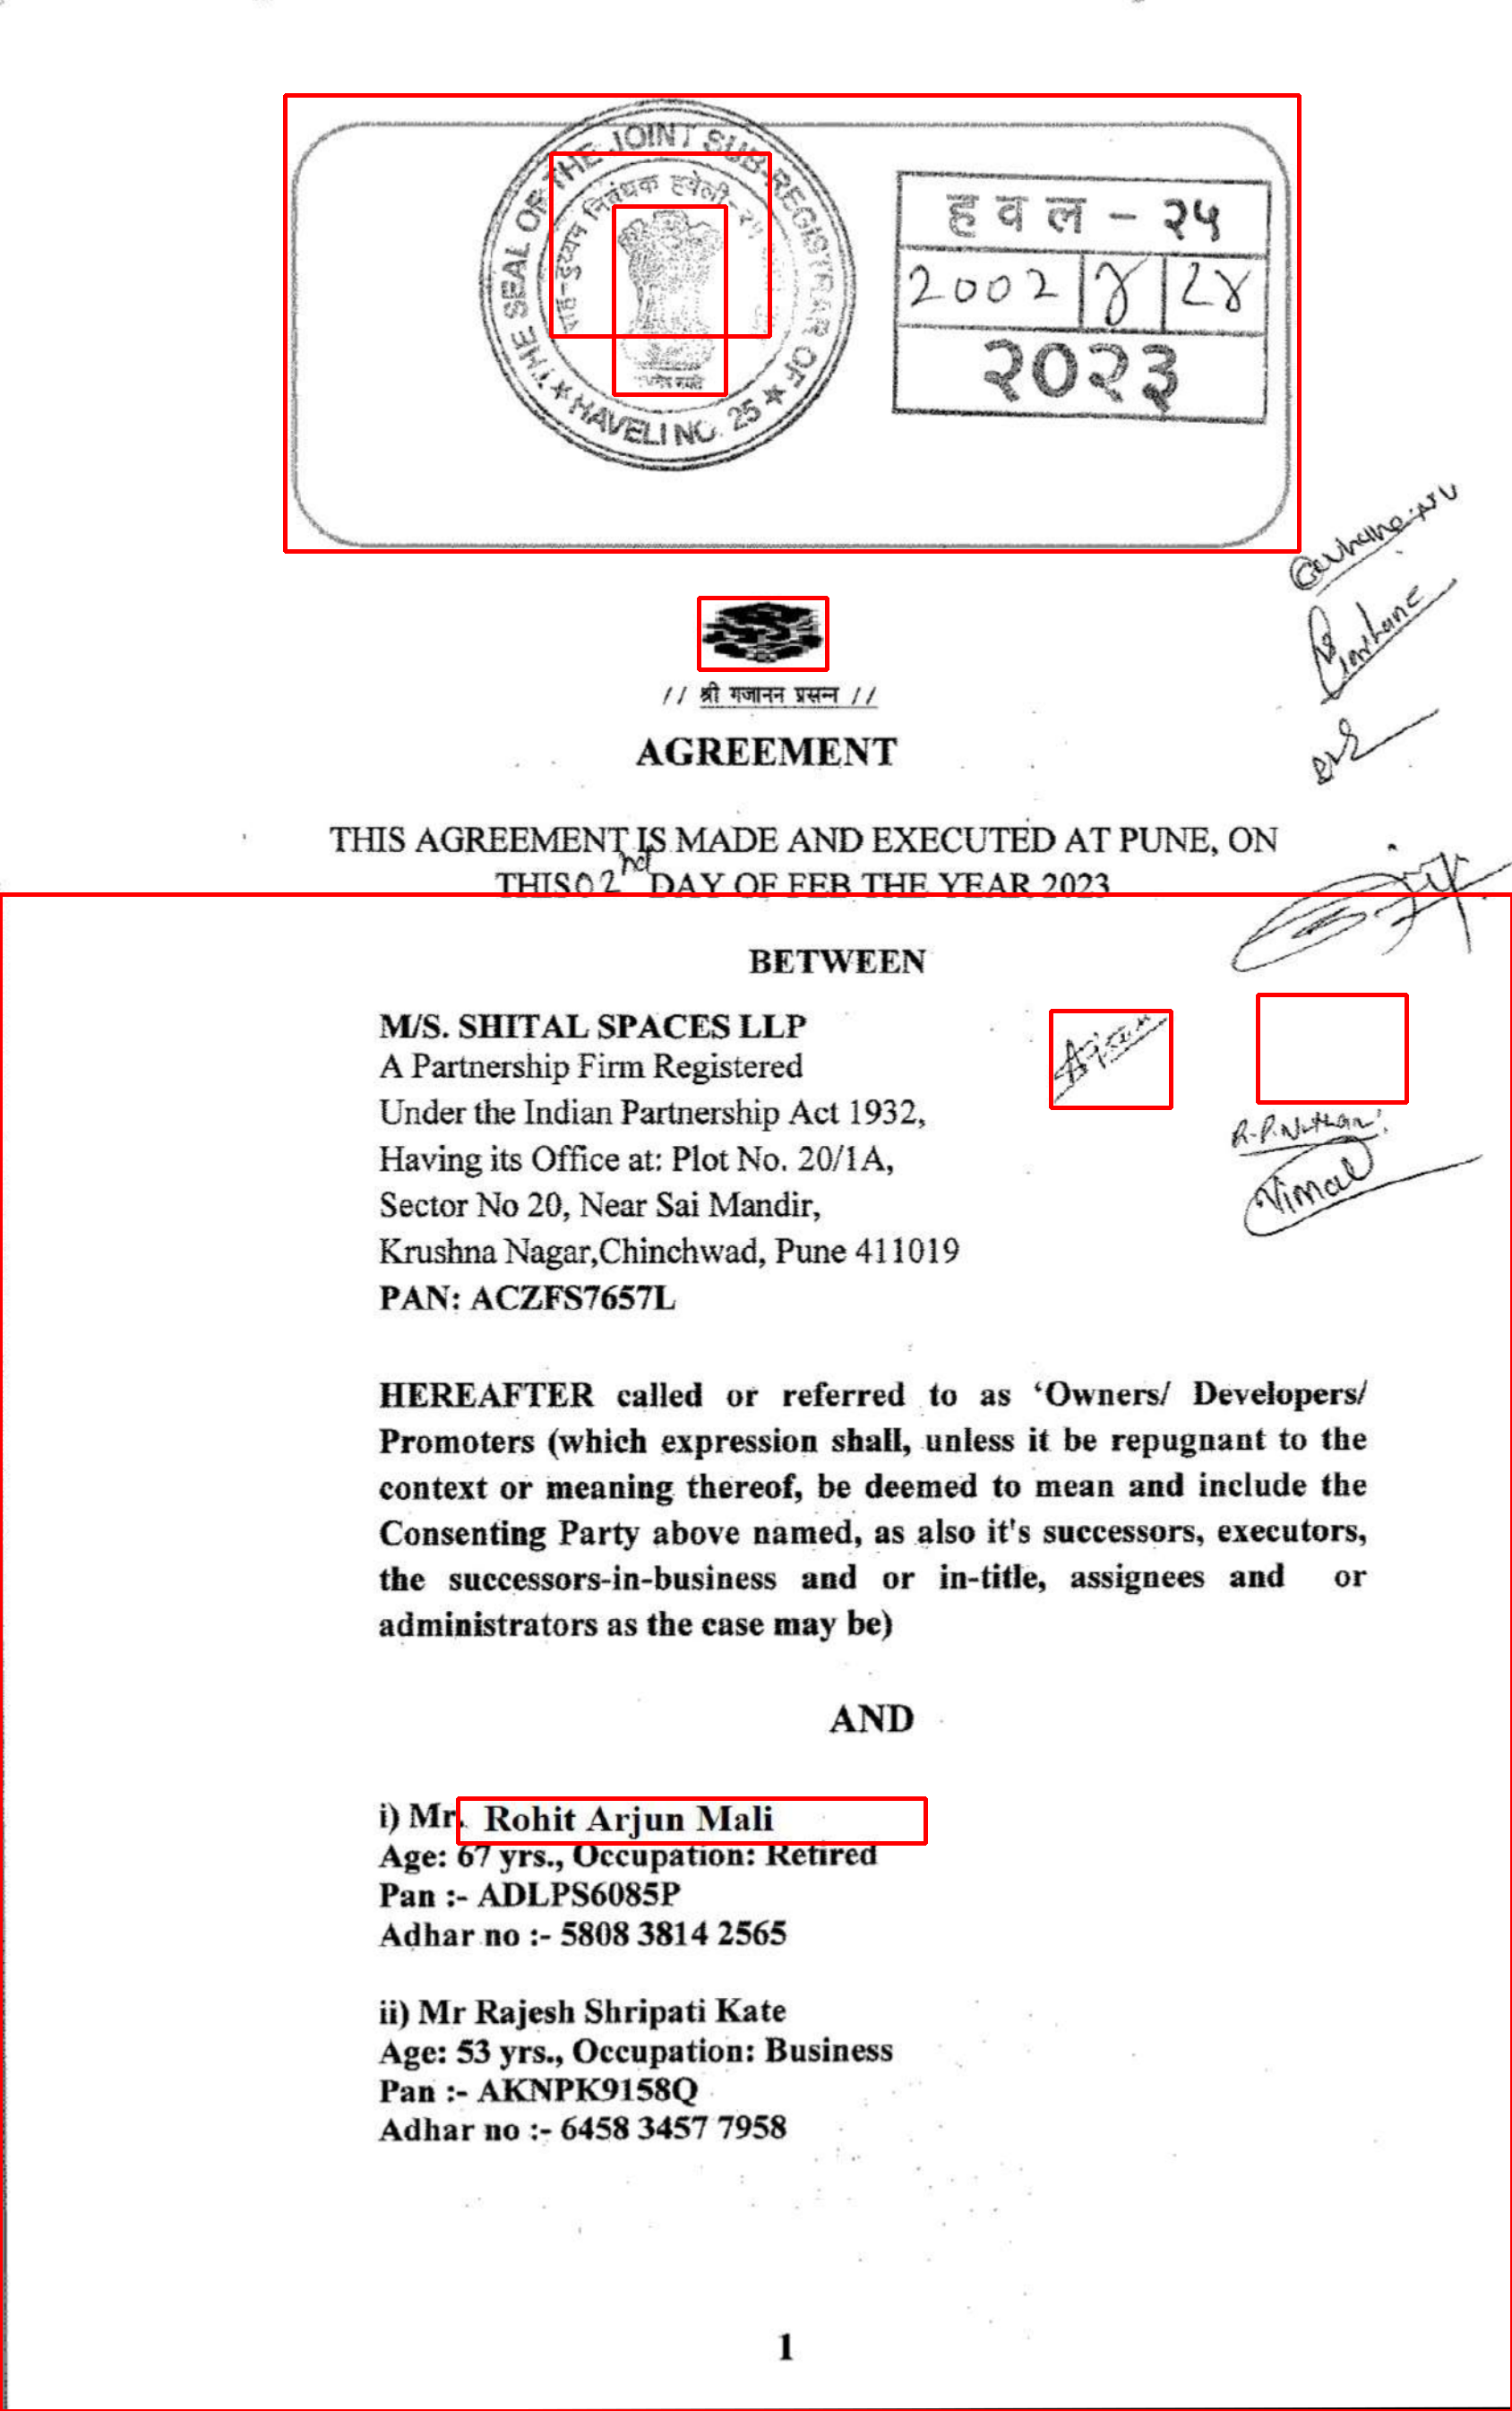 THE SEAL OF THE JOINT SUB-REGISTRAR OF
सह-दुय्यम निबंधक हवेली-२५
★ HAVELI NO. 25 ★
हवल - २५
2002 | ४ | ८४
२०२३
// श्री गजानन प्रसन्न //
AGREEMENT
THIS AGREEMENT IS MADE AND EXECUTED AT PUNE, ON
THIS 02nd DAY OF FEB THE YEAR 2023
BETWEEN
M/S. SHITAL SPACES LLP
A Partnership Firm Registered
Under the Indian Partnership Act 1932,
Having its Office at: Plot No. 20/1A,
Sector No 20, Near Sai Mandir,
Krushna Nagar,Chinchwad, Pune 411019
PAN: ACZFS7657L
R.P.Nathan
Vimal
HEREAFTER called or referred to as ‘Owners/ Developers/
Promoters (which expression shall, unless it be repugnant to the
context or meaning thereof, be deemed to mean and include the
Consenting Party above named, as also it's successors, executors,
the successors-in-business and or in-title, assignees and or
administrators as the case may be)
AND
i) Mr. Rohit Arjun Mali
Age: 67 yrs., Occupation: Retired
Pan :- ADLPS6085P
Adhar no :- 5808 3814 2565
ii) Mr Rajesh Shripati Kate
Age: 53 yrs., Occupation: Business
Pan :- AKNPK9158Q
Adhar no :- 6458 3457 7958
1